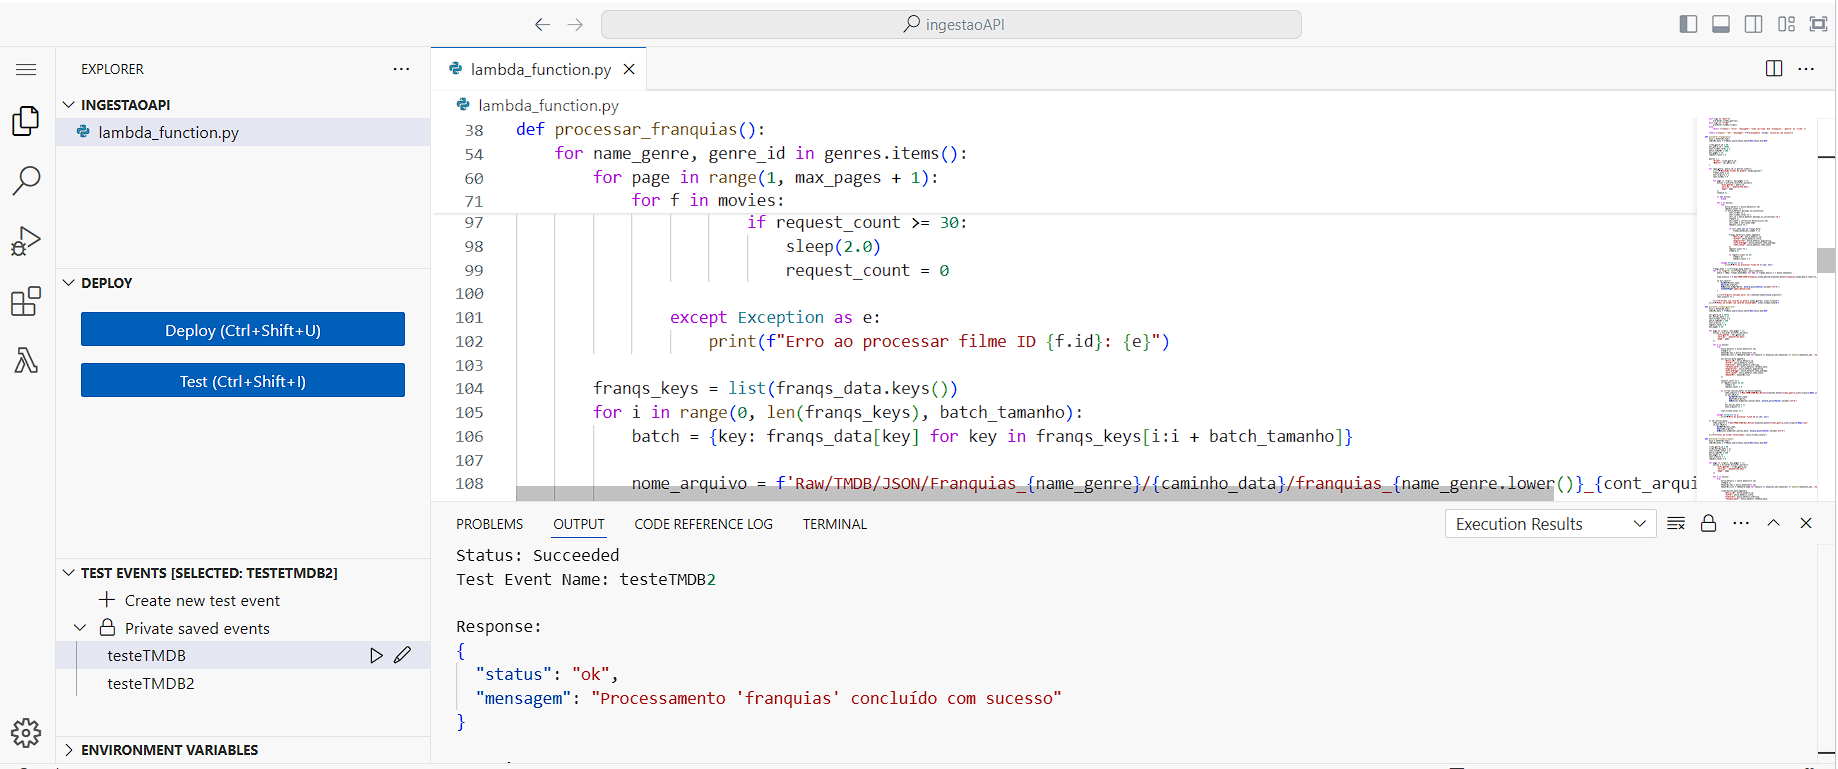 ingestaoAPI
EXPLORER
INGESTAOAPI
lambda_function.py
DEPLOY
Deploy (Ctrl+Shift+U)
Test (Ctrl+Shift+I)
TEST EVENTS [SELECTED: TESTETMDB2]
Create new test event
Private saved events
testeTMDB
testeTMDB2
ENVIRONMENT VARIABLES
lambda_function.py
lambda_function.py
38 def processar_franquias():
54 for name_genre, genre_id in genres.items():
60 for page in range(1, max_pages + 1):
71 for f in movies:
97 if request_count >= 30:
98 sleep(2.0)
99 request_count = 0
100
101 except Exception as e:
102 print(f"Erro ao processar filme ID {f.id}: {e}")
103
104 franqs_keys = list(franqs_data.keys())
105 for i in range(0, len(franqs_keys), batch_tamanho):
106 batch = {key: franqs_data[key] for key in franqs_keys[i:i + batch_tamanho]}
107
108 nome_arquivo = f'Raw/TMDB/JSON/Franquias_{name_genre}/{caminho_data}/franquias_{name_genre.lower()}_{cont_arqui
PROBLEMS OUTPUT CODE REFERENCE LOG TERMINAL Execution Results
Status: Succeeded
Test Event Name: testeTMDB2
Response:
{
"status": "ok",
"mensagem": "Processamento 'franquias' concluído com sucesso"
}